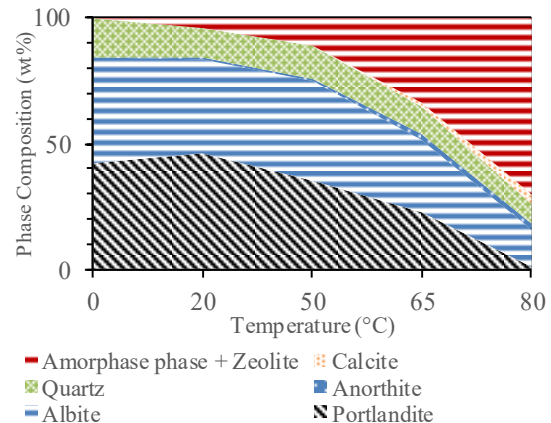 Phase Composition (wt%)
100
50
0
0 20 50 65 80
Temperature (°C)
Amorphase phase + Zeolite Calcite
Quartz Anorthite
Albite Portlandite